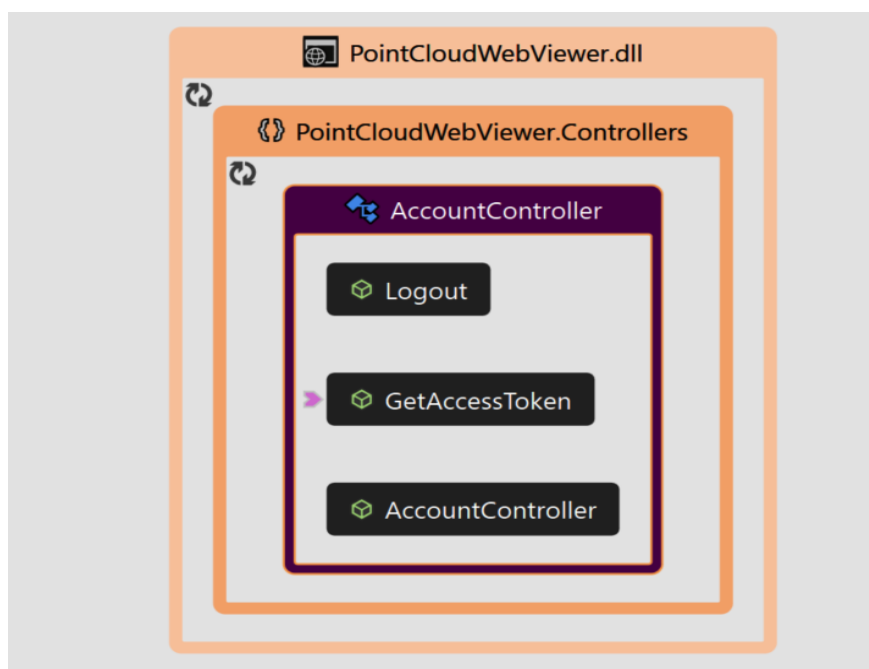 PointCloudWebViewer.dll
PointCloudWebViewer.Controllers
AccountController
Logout
GetAccessToken
AccountController